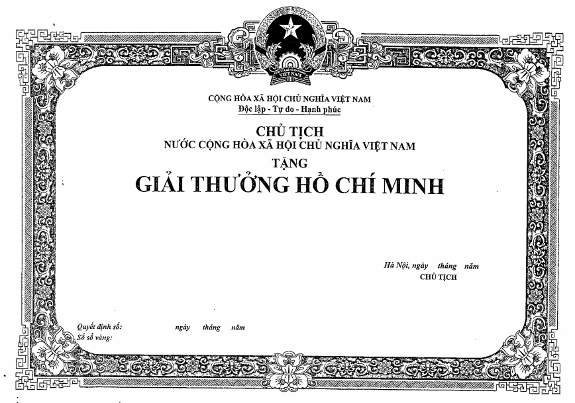 VIỆT NAM
CỘNG HÒA XÃ HỘI CHỦ NGHĨA VIỆT NAM
Độc lập - Tự do - Hạnh phúc
CHỦ TỊCH
NƯỚC CỘNG HÒA XÃ HỘI CHỦ NGHĨA VIỆT NAM
TẶNG
GIẢI THƯỞNG HỒ CHÍ MINH
Hà Nội, ngày tháng năm
CHỦ TỊCH
Quyết định số: ngày tháng năm
Số sổ vàng: